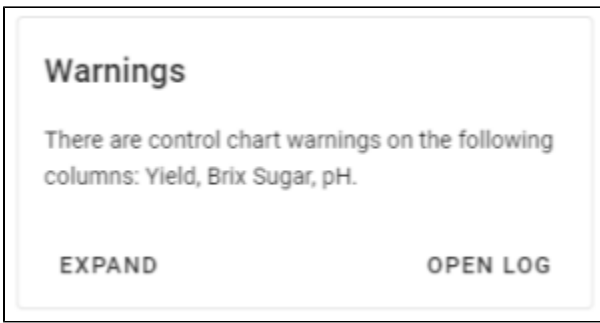 Warnings
There are control chart warnings on the following
columns: Yield, Brix Sugar, pH.
EXPAND
OPEN LOG